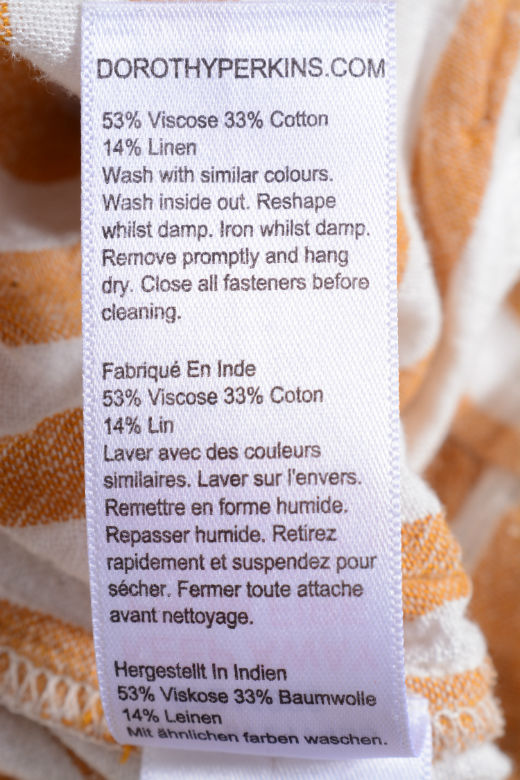 DOROTHYPERKINS.COM
53% Viscose 33% Cotton
14% Linen
Wash with similar colours.
Wash inside out. Reshape
whilst damp. Iron whilst damp.
Remove promptly and hang
dry. Close all fasteners before
cleaning.
Fabriqué En Inde
53% Viscose 33% Coton
14% Lin
Laver avec des couleurs
similaires. Laver sur l'envers.
Remettre en forme humide.
Repasser humide. Retirez
rapidement et suspendez pour
sécher. Fermer toute attache
avant nettoyage.
Hergestellt In Indien
53% Viskose 33% Baumwolle
14% Leinen
Mit ähnlichen farben waschen.